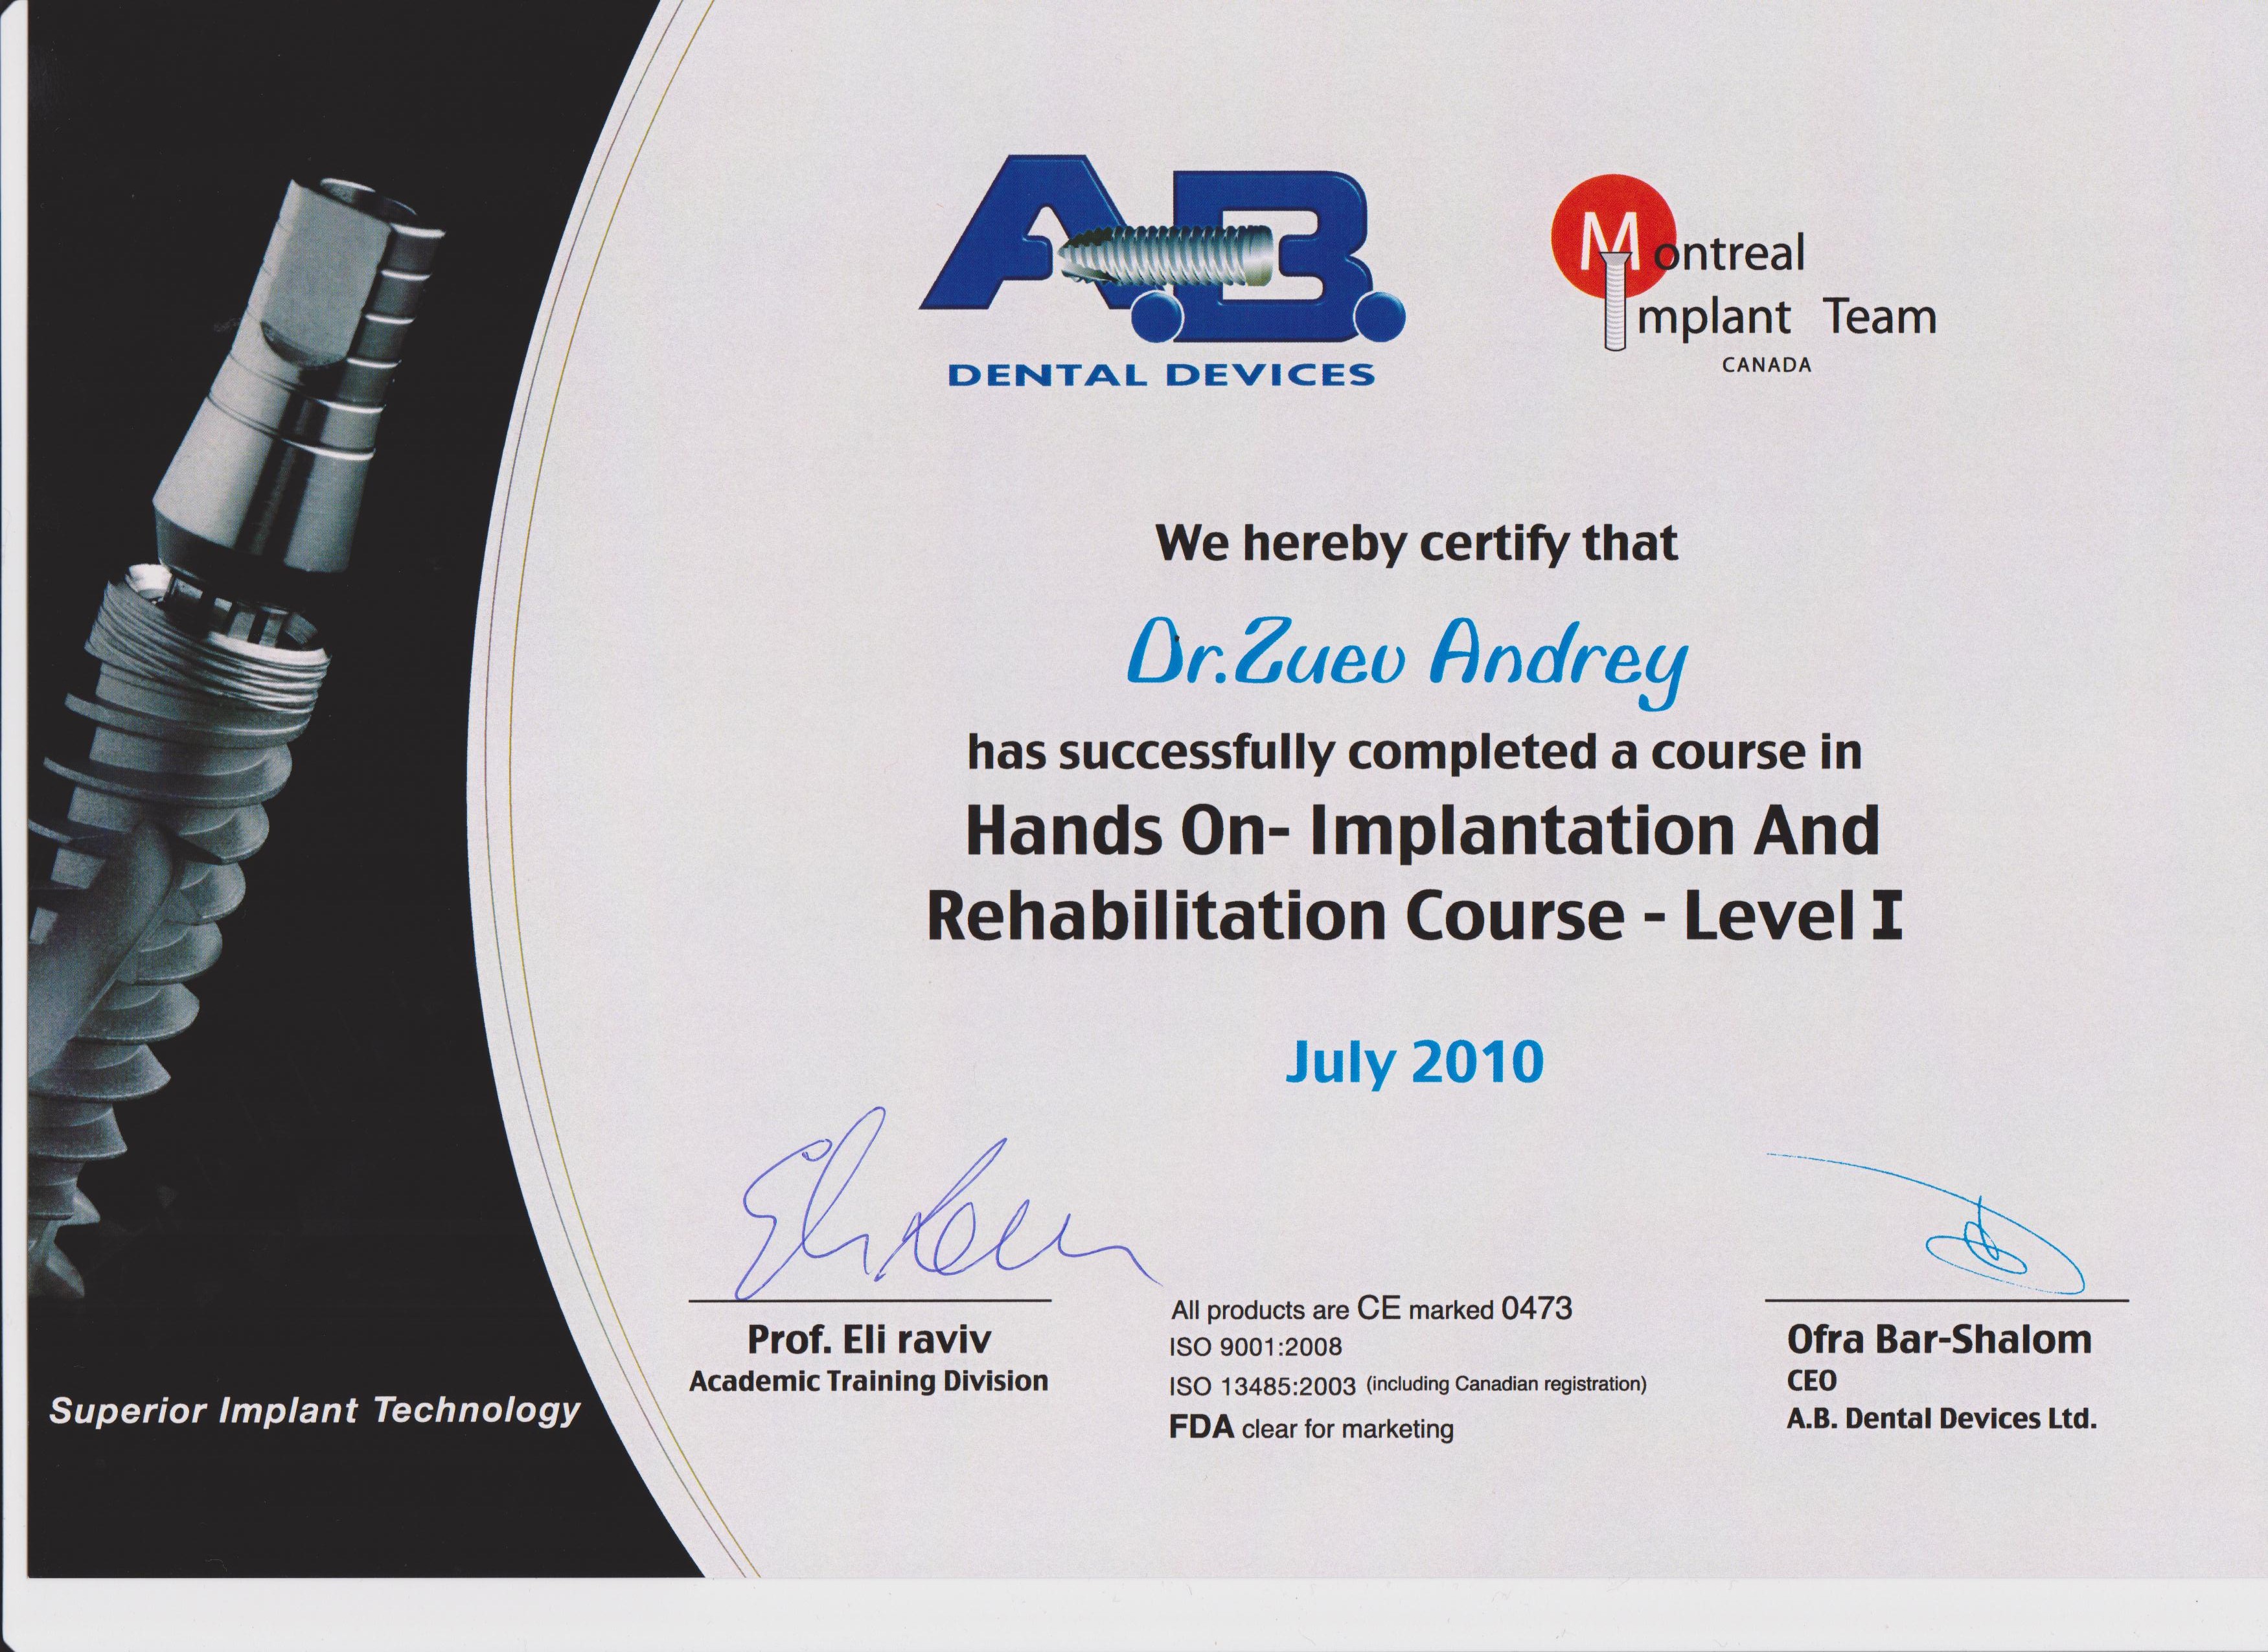 A.B.
DENTAL DEVICES
Montreal
Implant Team
CANADA
We hereby certify that
Dr.Zuev Andrey
has successfully completed a course in
Hands On- Implantation And
Rehabilitation Course - Level I
July 2010
Prof. Eli raviv
Academic Training Division
All products are CE marked 0473
ISO 9001:2008
ISO 13485:2003 (including Canadian registration)
FDA clear for marketing
Ofra Bar-Shalom
CEO
A.B. Dental Devices Ltd.
Superior Implant Technology